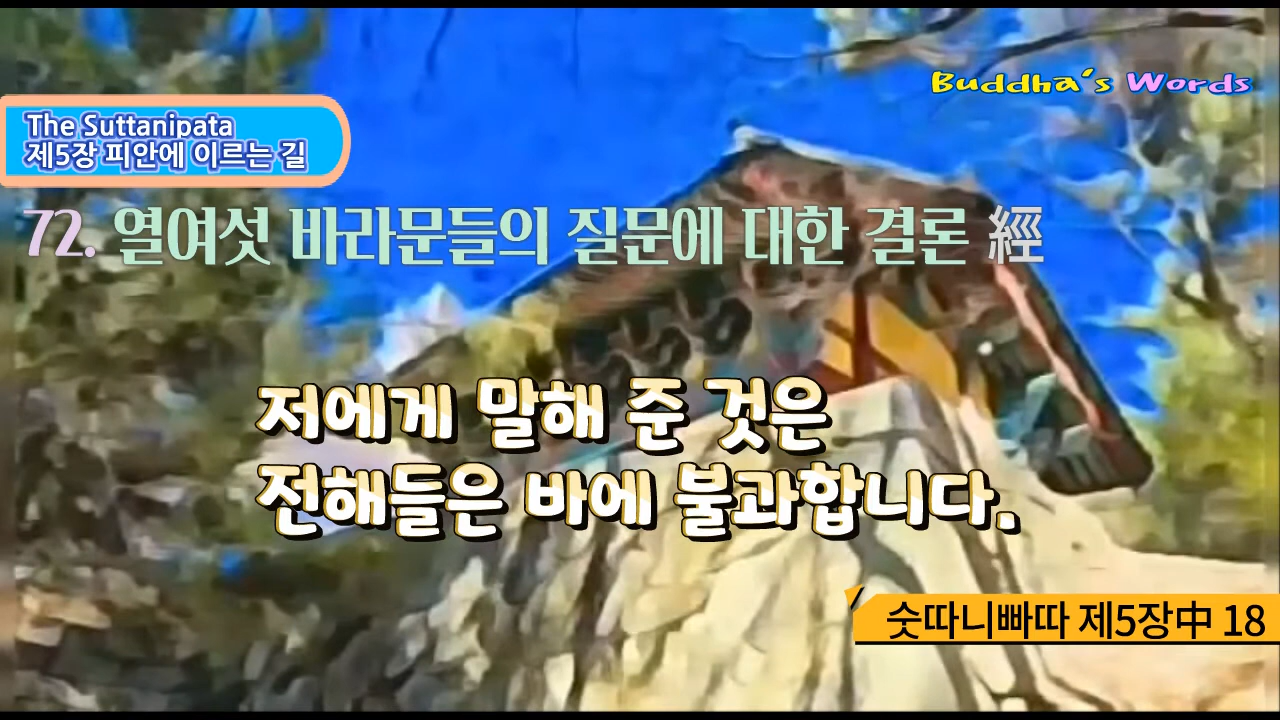 Buddha's Words
The Suttanipata
제5장 피안에 이르는 길
72. 열여섯 바라문들의 질문에 대한 결론 經
저에게 말해 준 것은
전해들은 바에 불과합니다.
숫따니빠따 제5장中 18